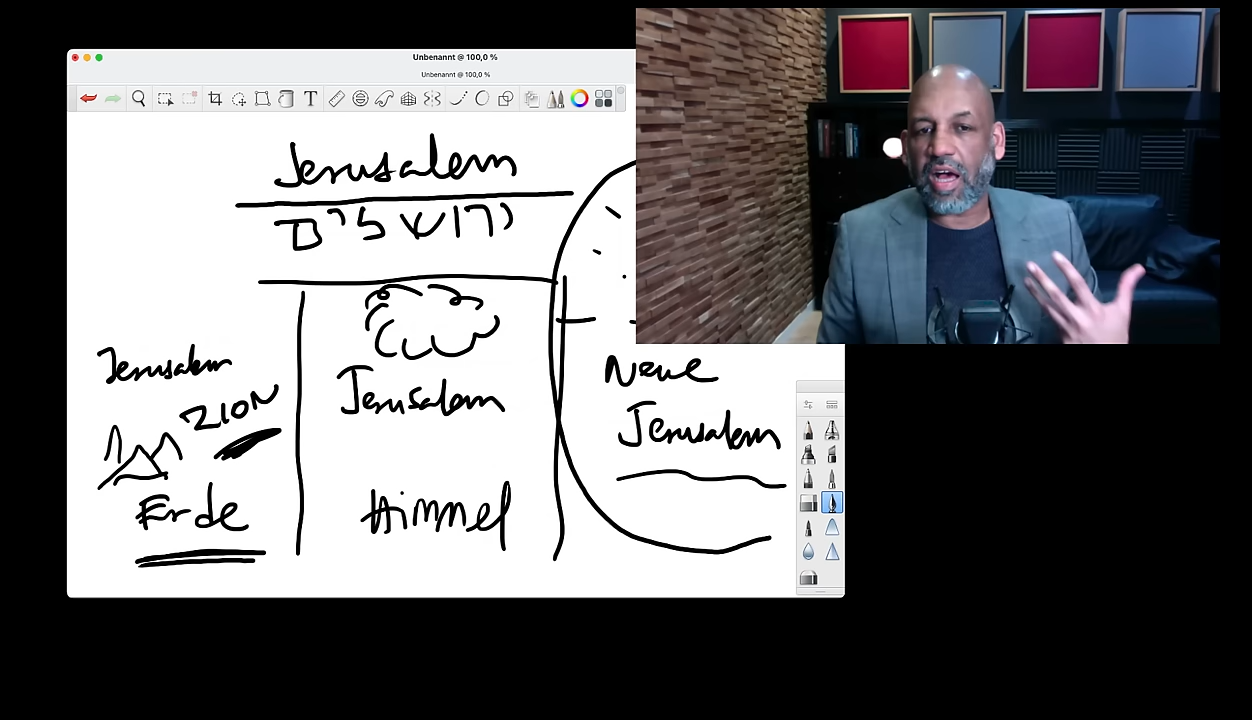 Unbenannt @ 100,0 %
Unbenannt @ 100,0 %
T
Jerusalem
ירושלים
Jerusalem
ZION
Erde
Jerusalem
Himmel
Neue
Jerusalem